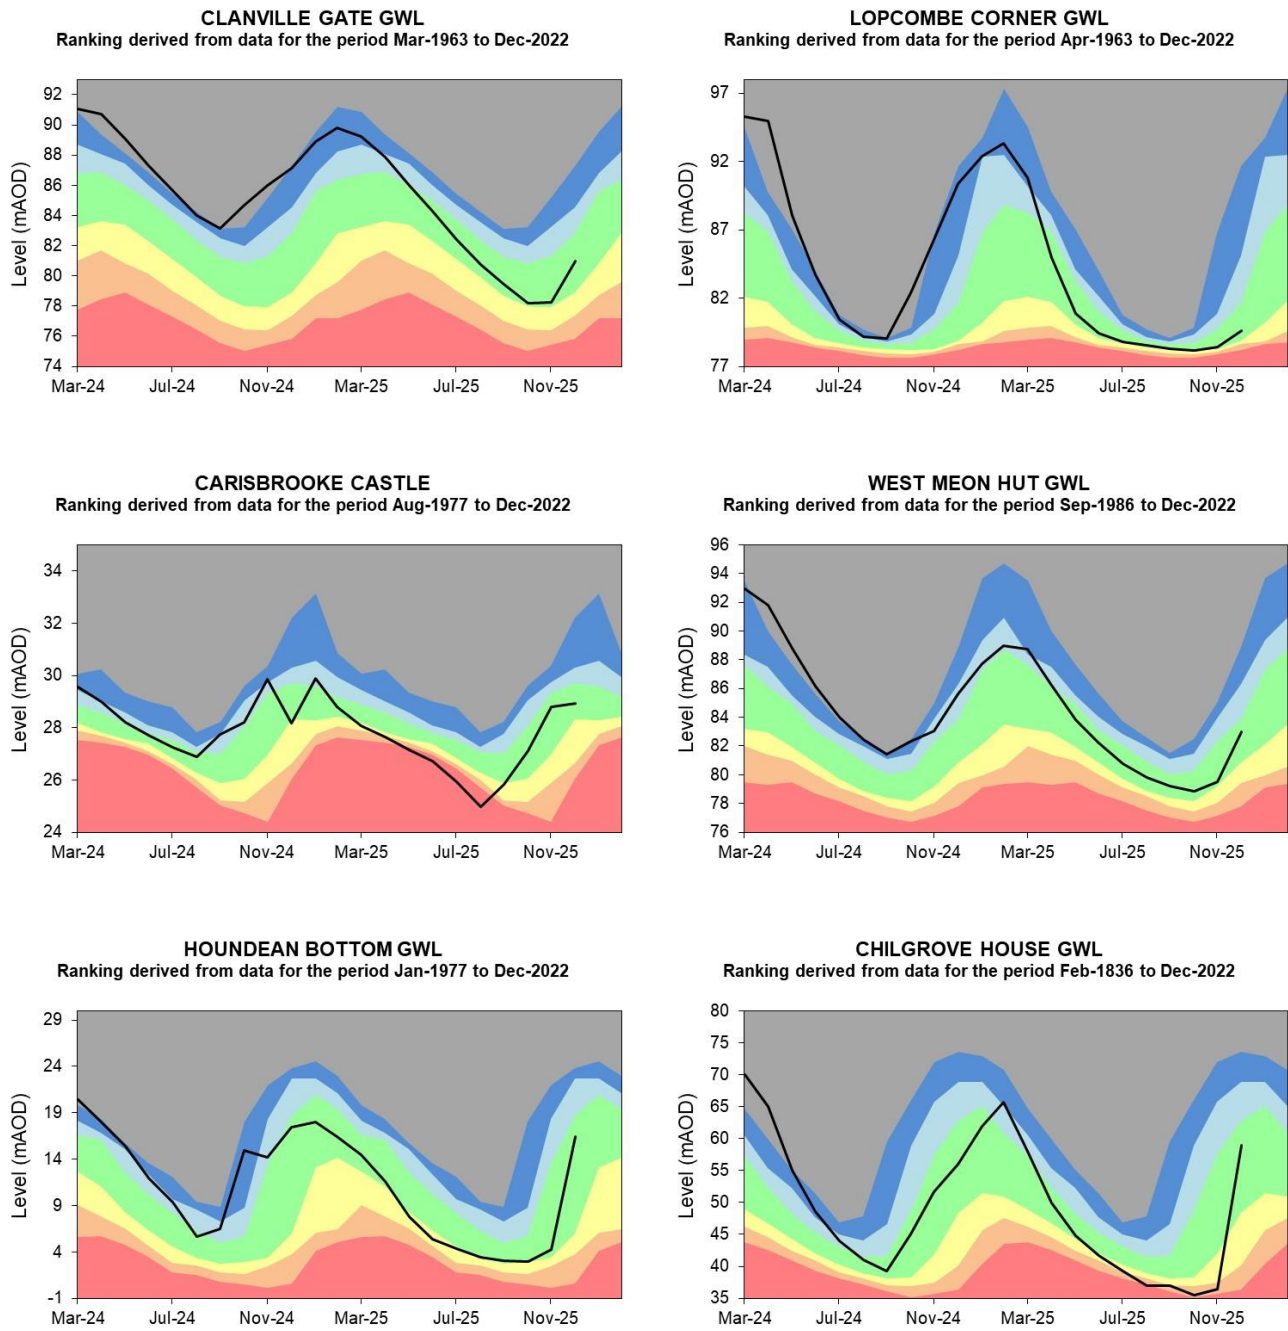 CLANVILLE GATE GWL
Ranking derived from data for the period Mar-1963 to Dec-2022
Level (mAOD)
92
90
88
86
84
82
80
78
76
74
Mar-24 Jul-24 Nov-24 Mar-25 Jul-25 Nov-25
LOPCOMBE CORNER GWL
Ranking derived from data for the period Apr-1963 to Dec-2022
Level (mAOD)
97
92
87
82
77
Mar-24 Jul-24 Nov-24 Mar-25 Jul-25 Nov-25
CARISBROOKE CASTLE
Ranking derived from data for the period Aug-1977 to Dec-2022
Level (mAOD)
34
32
30
28
26
24
Mar-24 Jul-24 Nov-24 Mar-25 Jul-25 Nov-25
WEST MEON HUT GWL
Ranking derived from data for the period Sep-1986 to Dec-2022
Level (mAOD)
96
94
92
90
88
86
84
82
80
78
76
Mar-24 Jul-24 Nov-24 Mar-25 Jul-25 Nov-25
HOUNDEAN BOTTOM GWL
Ranking derived from data for the period Jan-1977 to Dec-2022
Level (mAOD)
29
24
19
14
9
4
-1
Mar-24 Jul-24 Nov-24 Mar-25 Jul-25 Nov-25
CHILGROVE HOUSE GWL
Ranking derived from data for the period Feb-1836 to Dec-2022
Level (mAOD)
80
75
70
65
60
55
50
45
40
35
Mar-24 Jul-24 Nov-24 Mar-25 Jul-25 Nov-25